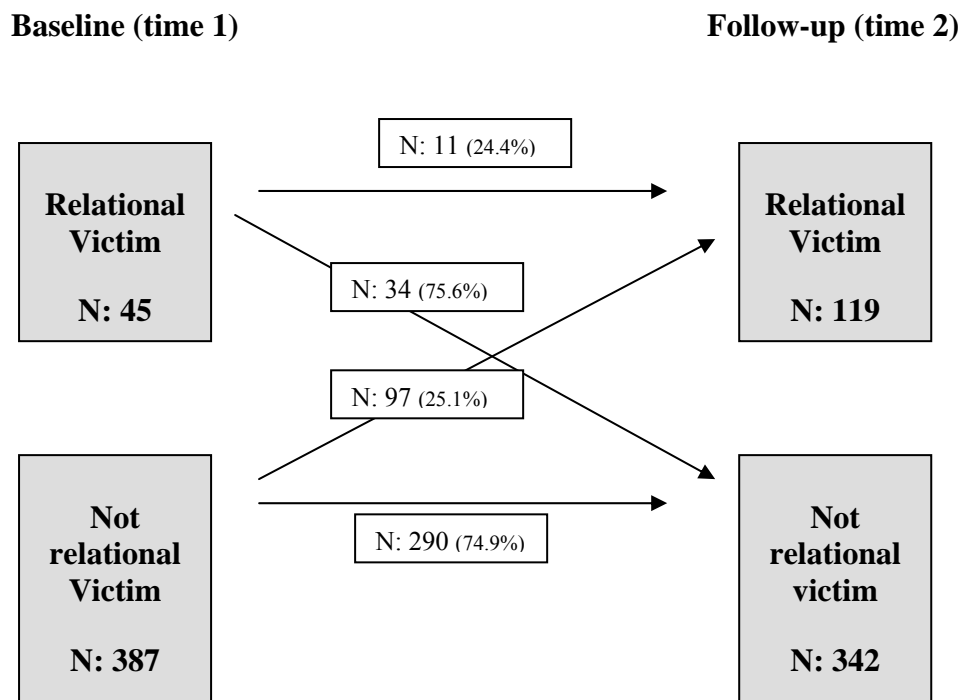 Baseline (time 1)
Follow-up (time 2)
N: 11 (24.4%)
Relational
Victim
N: 45
Relational
Victim
N: 119
N: 34 (75.6%)
N: 97 (25.1%)
Not
relational
Victim
N: 387
N: 290 (74.9%)
Not
relational
victim
N: 342